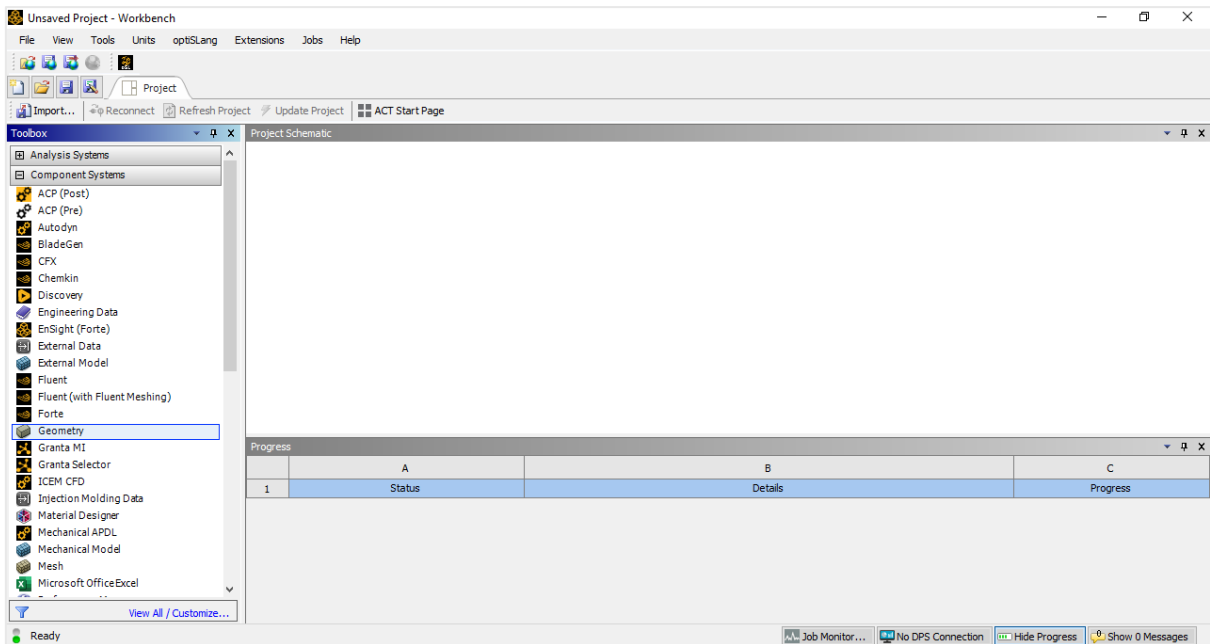 Unsaved Project - Workbench
File View Tools Units optiSLang Extensions Jobs Help
Project
Import... Reconnect Refresh Project Update Project ACT Start Page
Toolbox
Project Schematic
Analysis Systems
Component Systems
ACP (Post)
ACP (Pre)
Autodyn
BladeGen
CFX
Chemkin
Discovery
Engineering Data
EnSight (Forte)
External Data
External Model
Fluent
Fluent (with Fluent Meshing)
Forte
Geometry
Granta MI
Granta Selector
ICEM CFD
Injection Molding Data
Material Designer
Mechanical APDL
Mechanical Model
Mesh
Microsoft Office Excel
View All / Customize...
Progress
A B C
1 Status Details Progress
Ready
Job Monitor... No DPS Connection Hide Progress Show 0 Messages